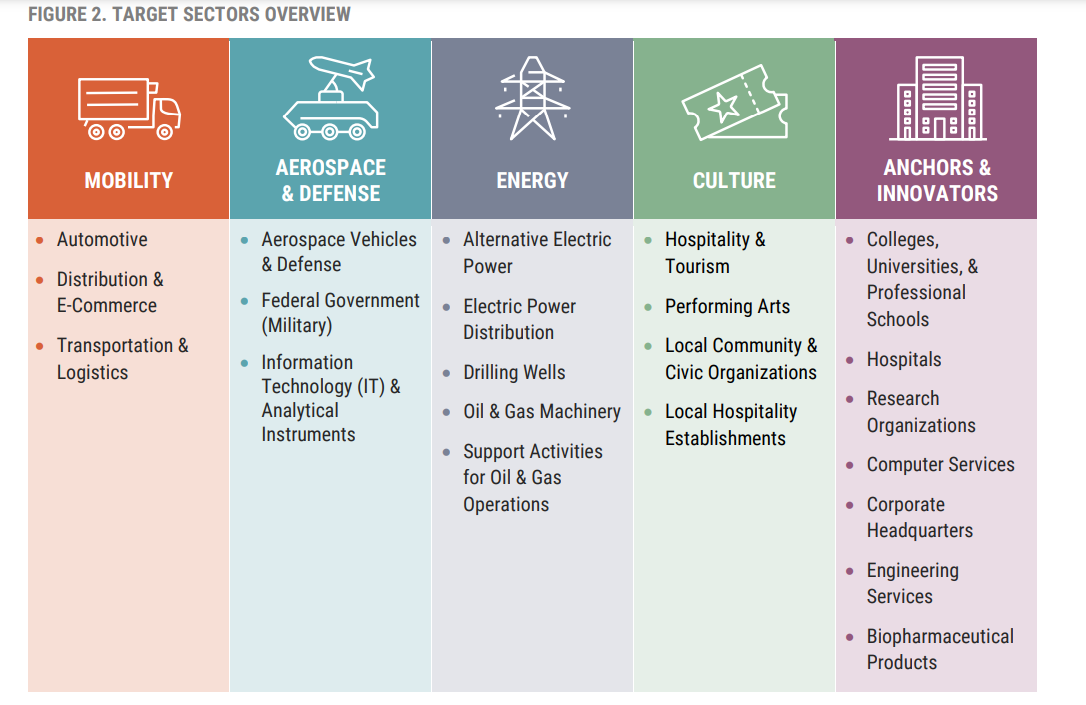 FIGURE 2. TARGET SECTORS OVERVIEW
MOBILITY
Automotive
Distribution &
E-Commerce
Transportation &
Logistics
AEROSPACE
& DEFENSE
Aerospace Vehicles
& Defense
Federal Government
(Military)
Information
Technology (IT) &
Analytical
Instruments
ENERGY
Alternative Electric
Power
Electric Power
Distribution
Drilling Wells
Oil & Gas Machinery
Support Activities
for Oil & Gas
Operations
CULTURE
Hospitality &
Tourism
Performing Arts
Local Community &
Civic Organizations
Local Hospitality
Establishments
ANCHORS &
INNOVATORS
Colleges,
Universities, &
Professional
Schools
Hospitals
Research
Organizations
Computer Services
Corporate
Headquarters
Engineering
Services
Biopharmaceutical
Products